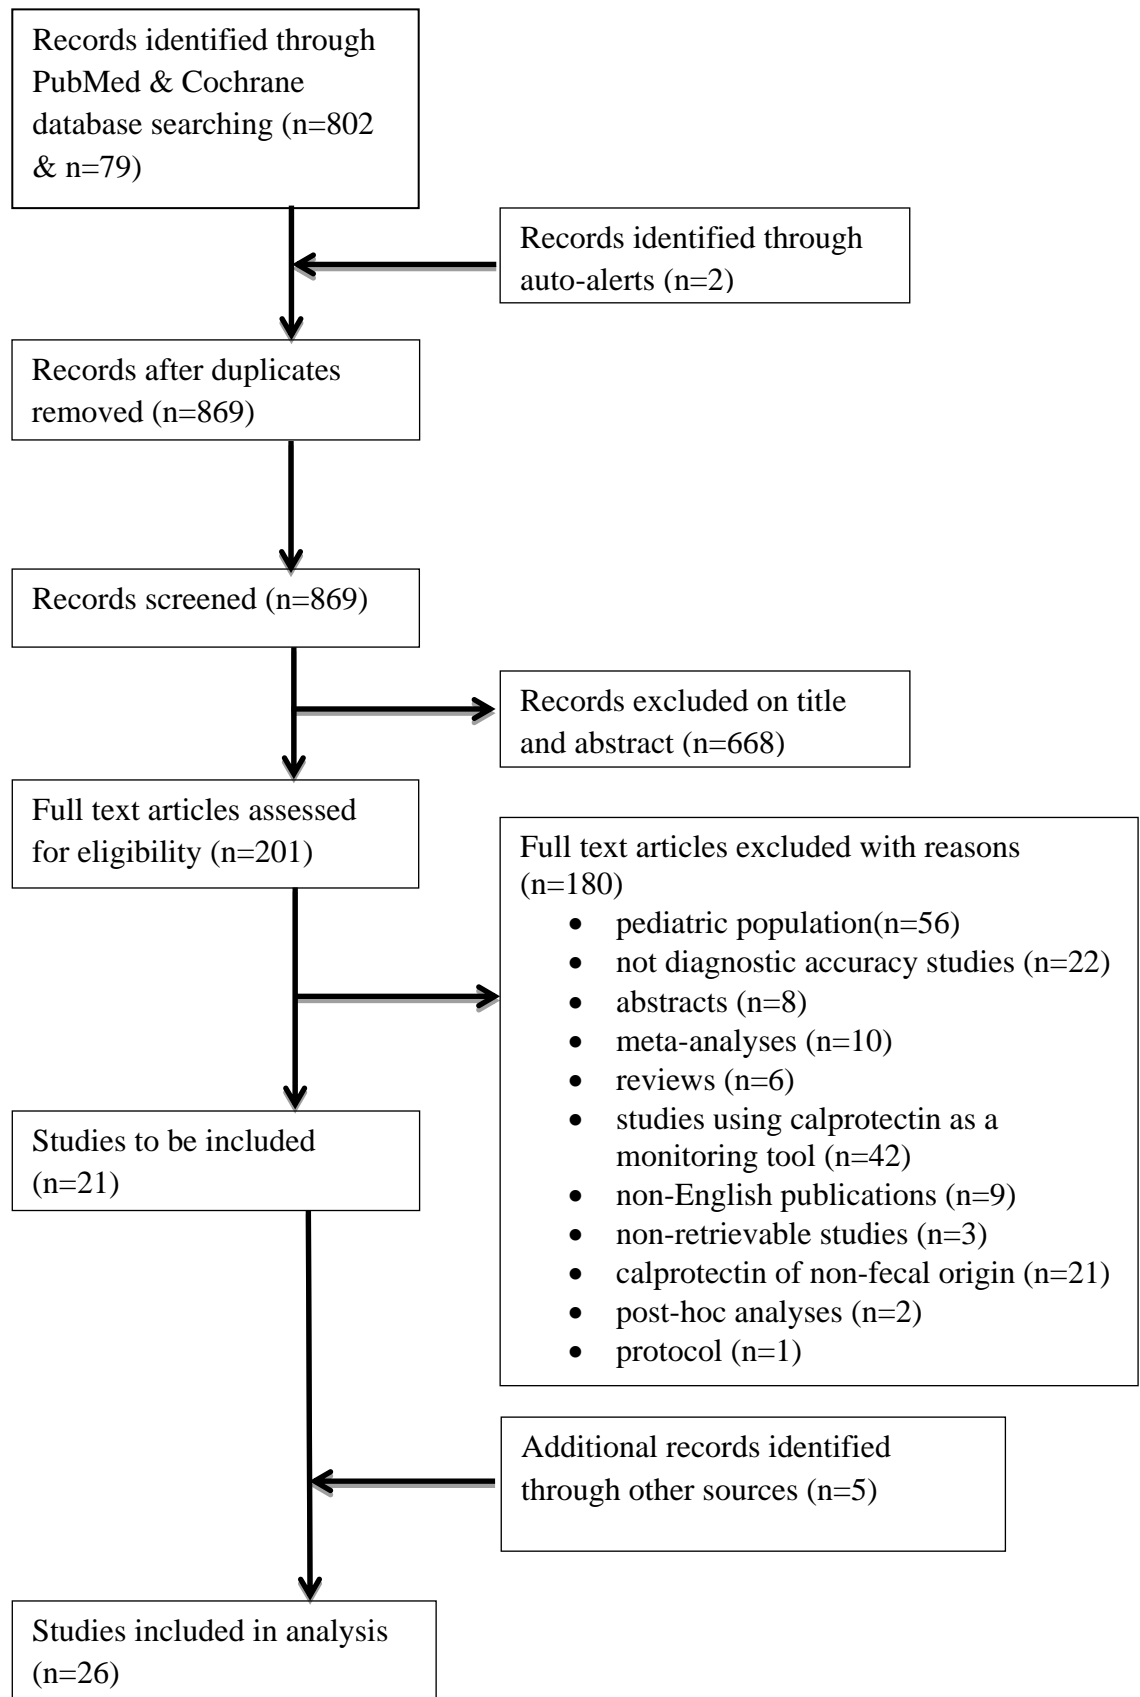 Records identified through
PubMed & Cochrane
database searching (n=802
& n=79)
Records identified through
auto-alerts (n=2)
Records after duplicates
removed (n=869)
Records screened (n=869)
Records excluded on title
and abstract (n=668)
Full text articles assessed
for eligibility (n=201)
Full text articles excluded with reasons
(n=180)
• pediatric population(n=56)
• not diagnostic accuracy studies (n=22)
• abstracts (n=8)
• meta-analyses (n=10)
• reviews (n=6)
• studies using calprotectin as a
monitoring tool (n=42)
• non-English publications (n=9)
• non-retrievable studies (n=3)
• calprotectin of non-fecal origin (n=21)
• post-hoc analyses (n=2)
• protocol (n=1)
Studies to be included
(n=21)
Additional records identified
through other sources (n=5)
Studies included in analysis
(n=26)